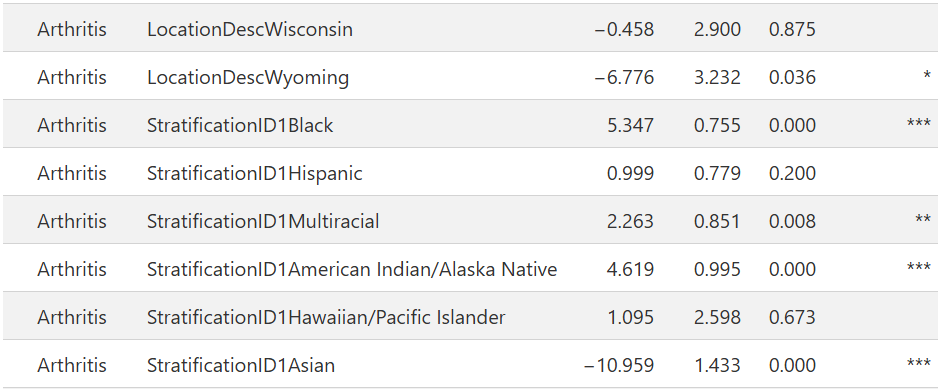 Arthritis LocationDescWisconsin −0.458 2.900 0.875
Arthritis LocationDescWyoming −6.776 3.232 0.036 *
Arthritis StratificationID1Black 5.347 0.755 0.000 ***
Arthritis StratificationID1Hispanic 0.999 0.779 0.200
Arthritis StratificationID1Multiracial 2.263 0.851 0.008 **
Arthritis StratificationID1American Indian/Alaska Native 4.619 0.995 0.000 ***
Arthritis StratificationID1Hawaiian/Pacific Islander 1.095 2.598 0.673
Arthritis StratificationID1Asian −10.959 1.433 0.000 ***